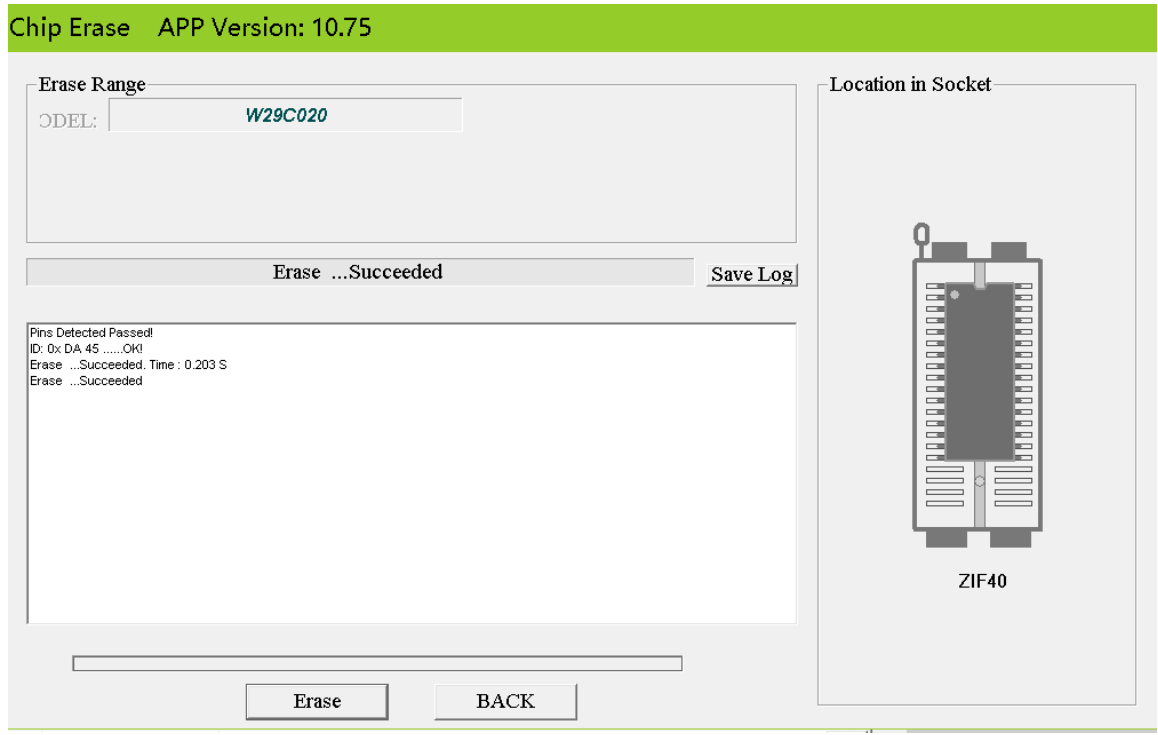 Chip Erase APP Version: 10.75
Erase Range
ODEL: W29C020
Erase ...Succeeded
Save Log
Pins Detected Passed!
ID: 0x DA 45 ......OK!
Erase ...Succeeded. Time : 0.203 S
Erase ...Succeeded
Erase
BACK
Location in Socket
ZIF40